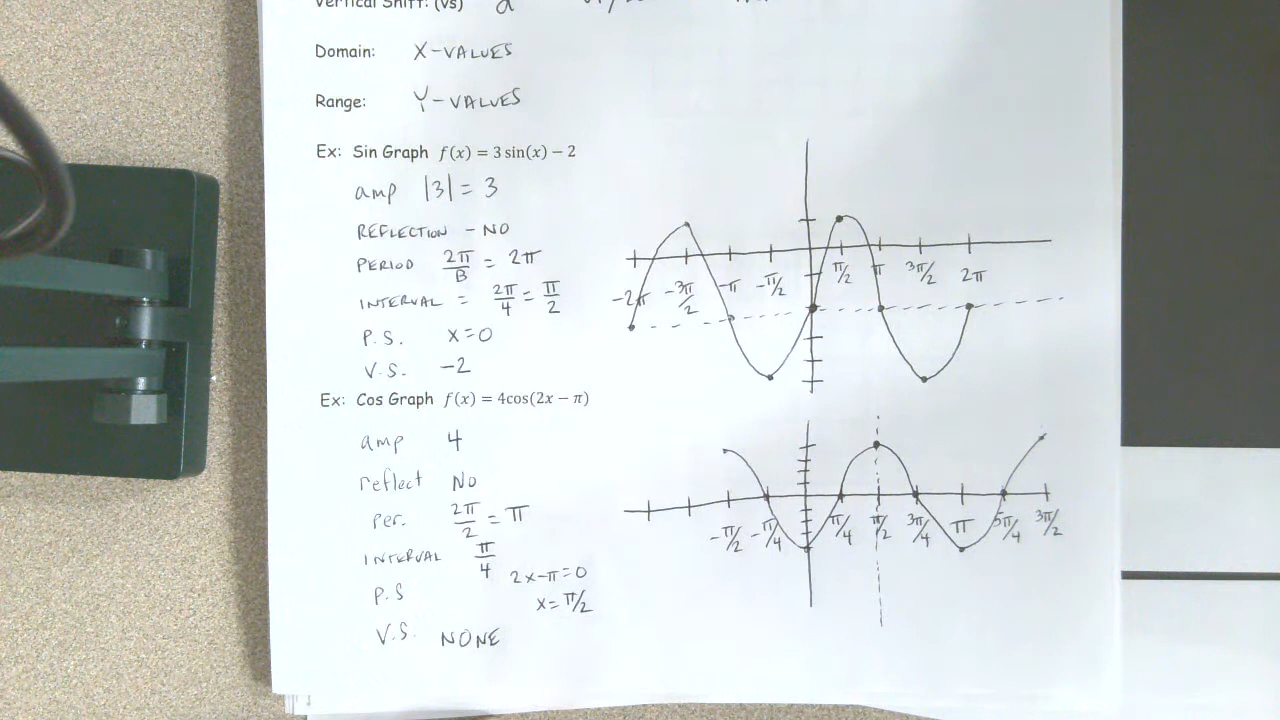 Vertical Shift: (vs) d
Domain: X-VALUES
Range: Y-VALUES
Ex: Sin Graph f(x) = 3 sin(x) − 2
amp |3| = 3
REFLECTION - NO
PERIOD 2π/B = 2π
INTERVAL = 2π/4 = π/2
P.S. x=0
V.S. -2
-2π -3π/2 -π -π/2 π/2 π 3π/2 2π
Ex: Cos Graph f(x) = 4cos(2x − π)
amp 4
reflect No
Per. 2π/2 = π
INTERVAL π/4
P.S 2x-π=0
x=π/2
V.S. NONE
-π/2 -π/4 π/4 π/2 3π/4 π 5π/4 3π/2